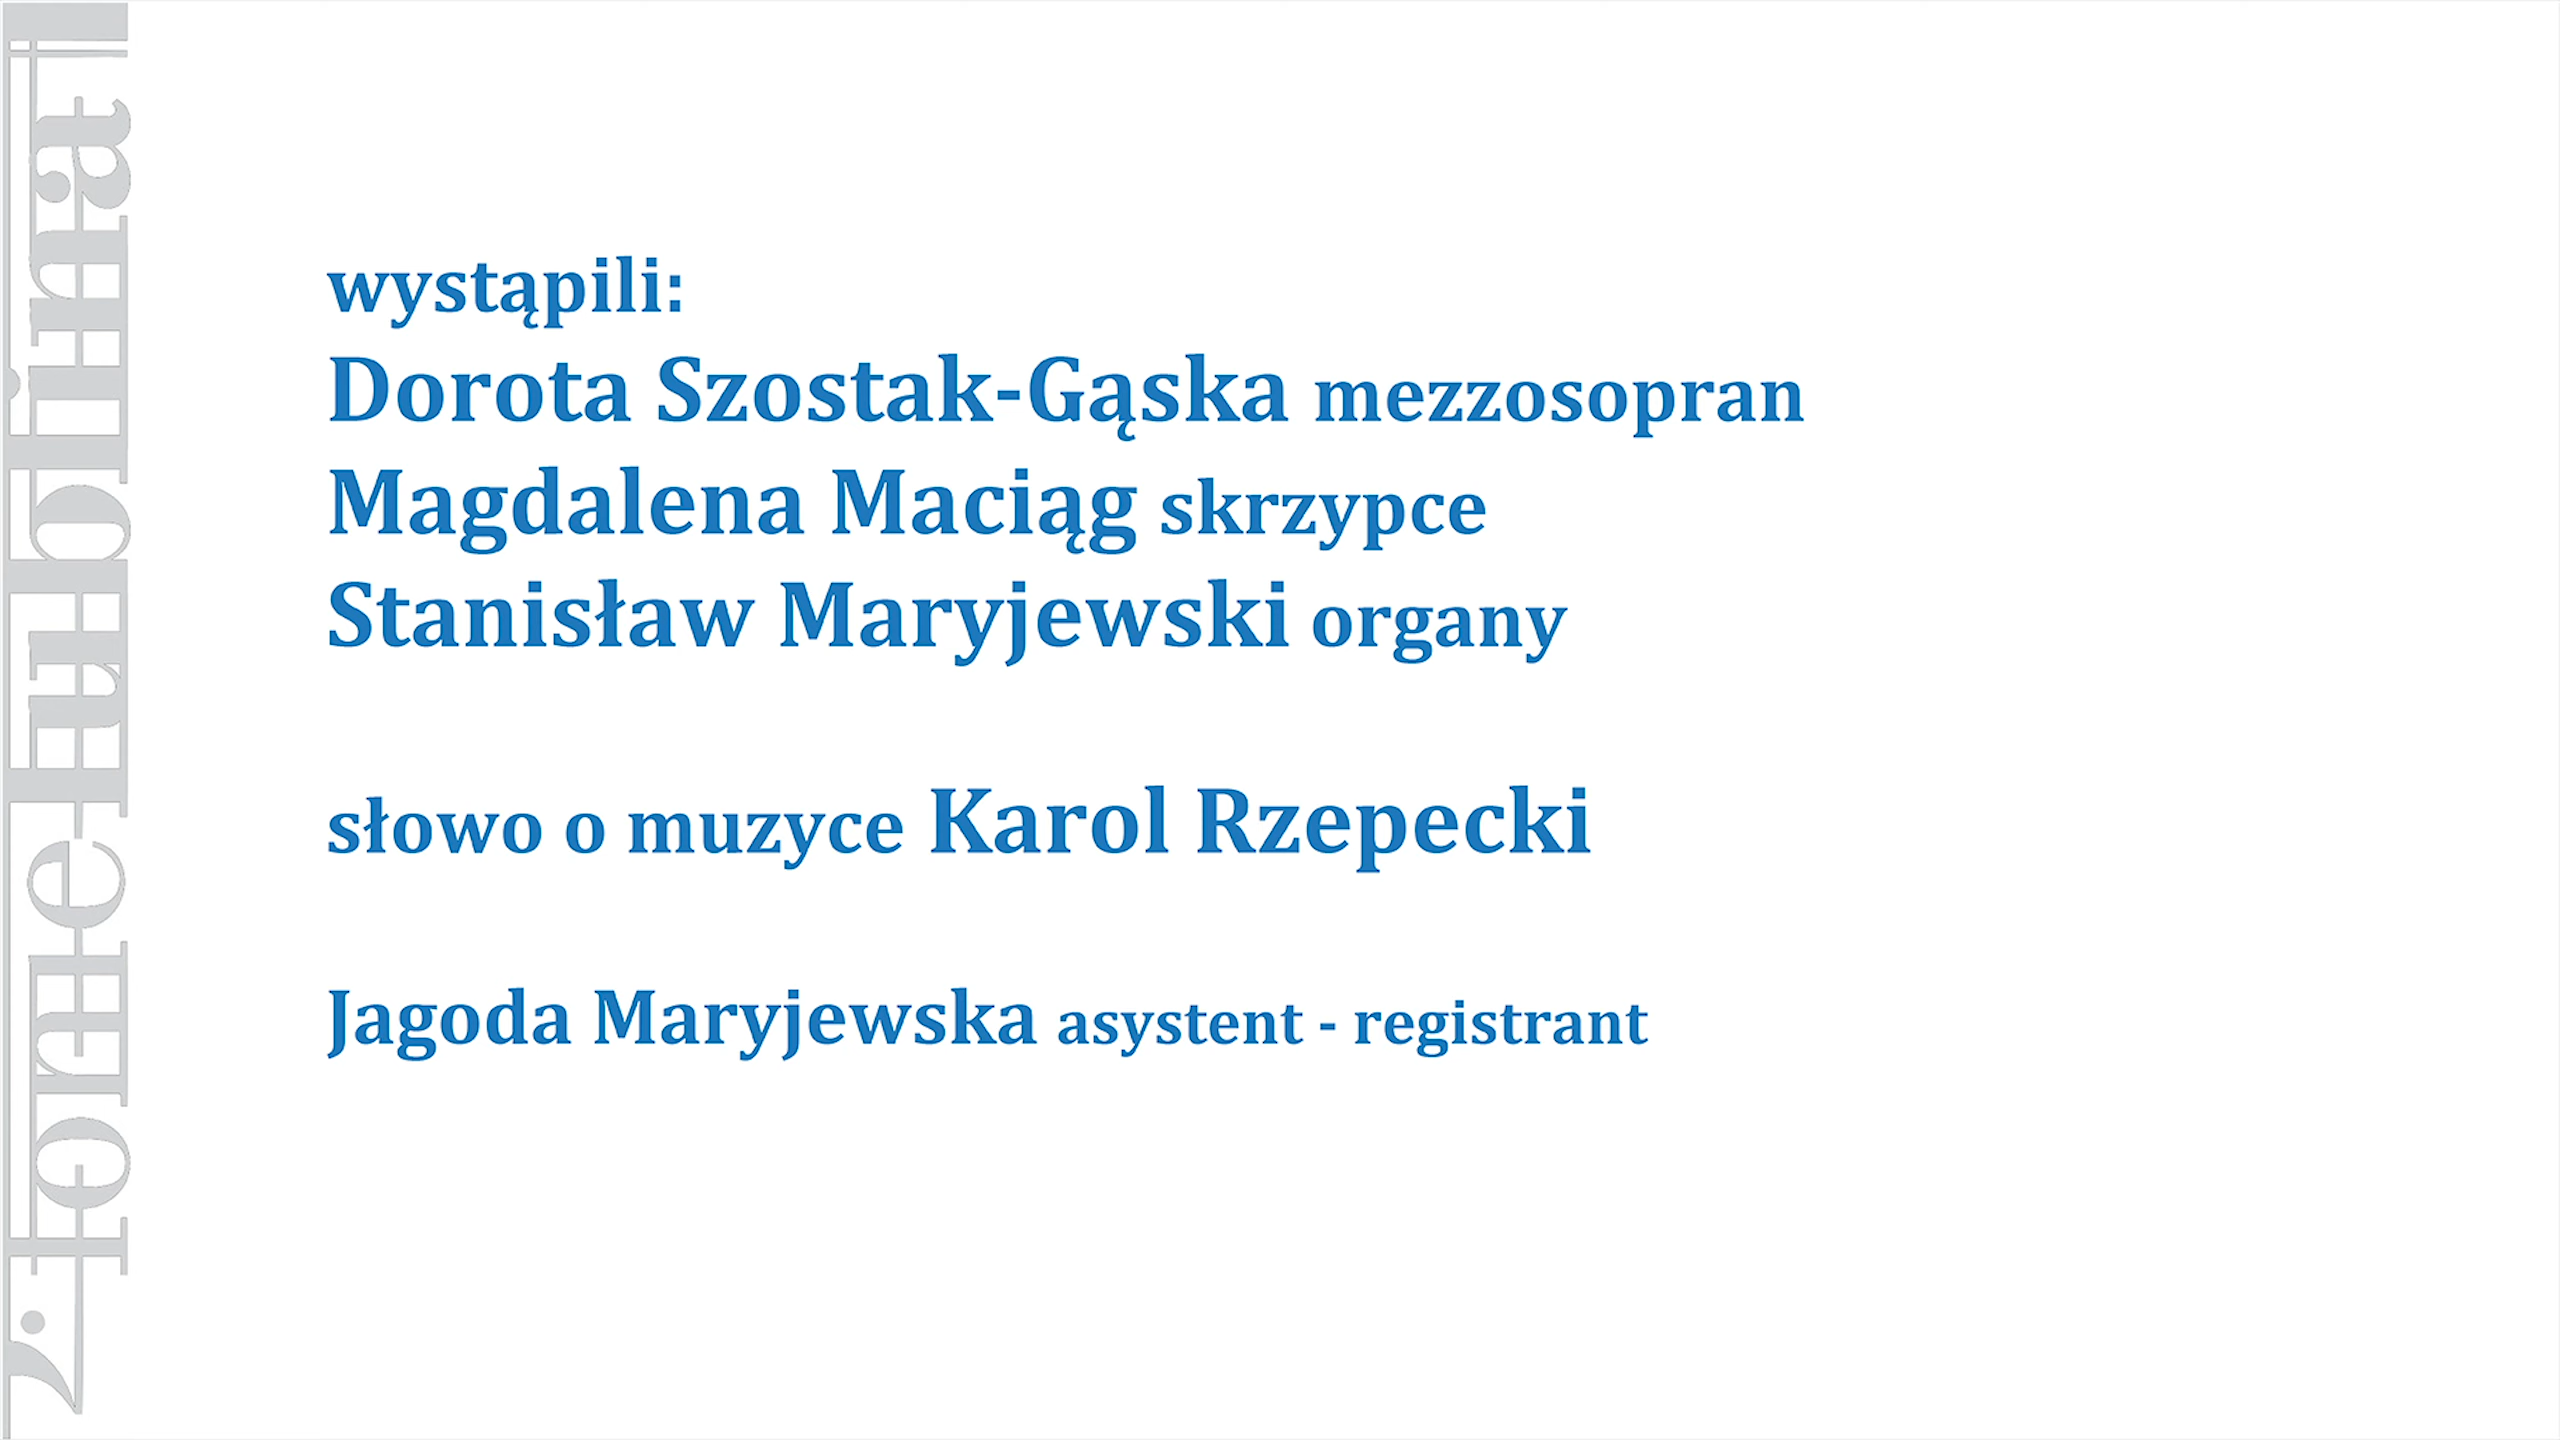 wystąpili:
Dorota Szostak-Gąska mezzosopran
Magdalena Maciąg skrzypce
Stanisław Maryjewski organy
słowo o muzyce Karol Rzepecki
Jagoda Maryjewska asystent - registrant